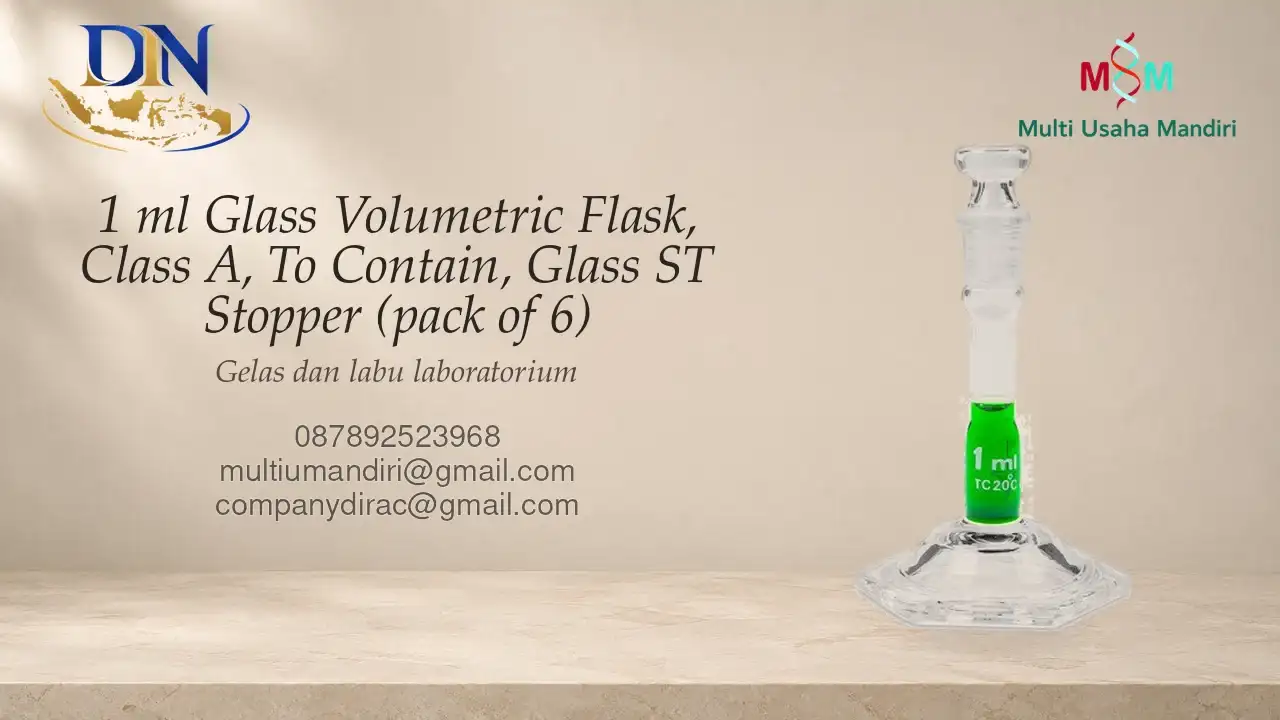 DN
M M
Multi Usaha Mandiri
1 ml Glass Volumetric Flask,
Class A, To Contain, Glass ST
Stopper (pack of 6)
Gelas dan labu laboratorium
087892523968
multiumandiri@gmail.com
companydirac@gmail.com
1 ml
TC 20°C